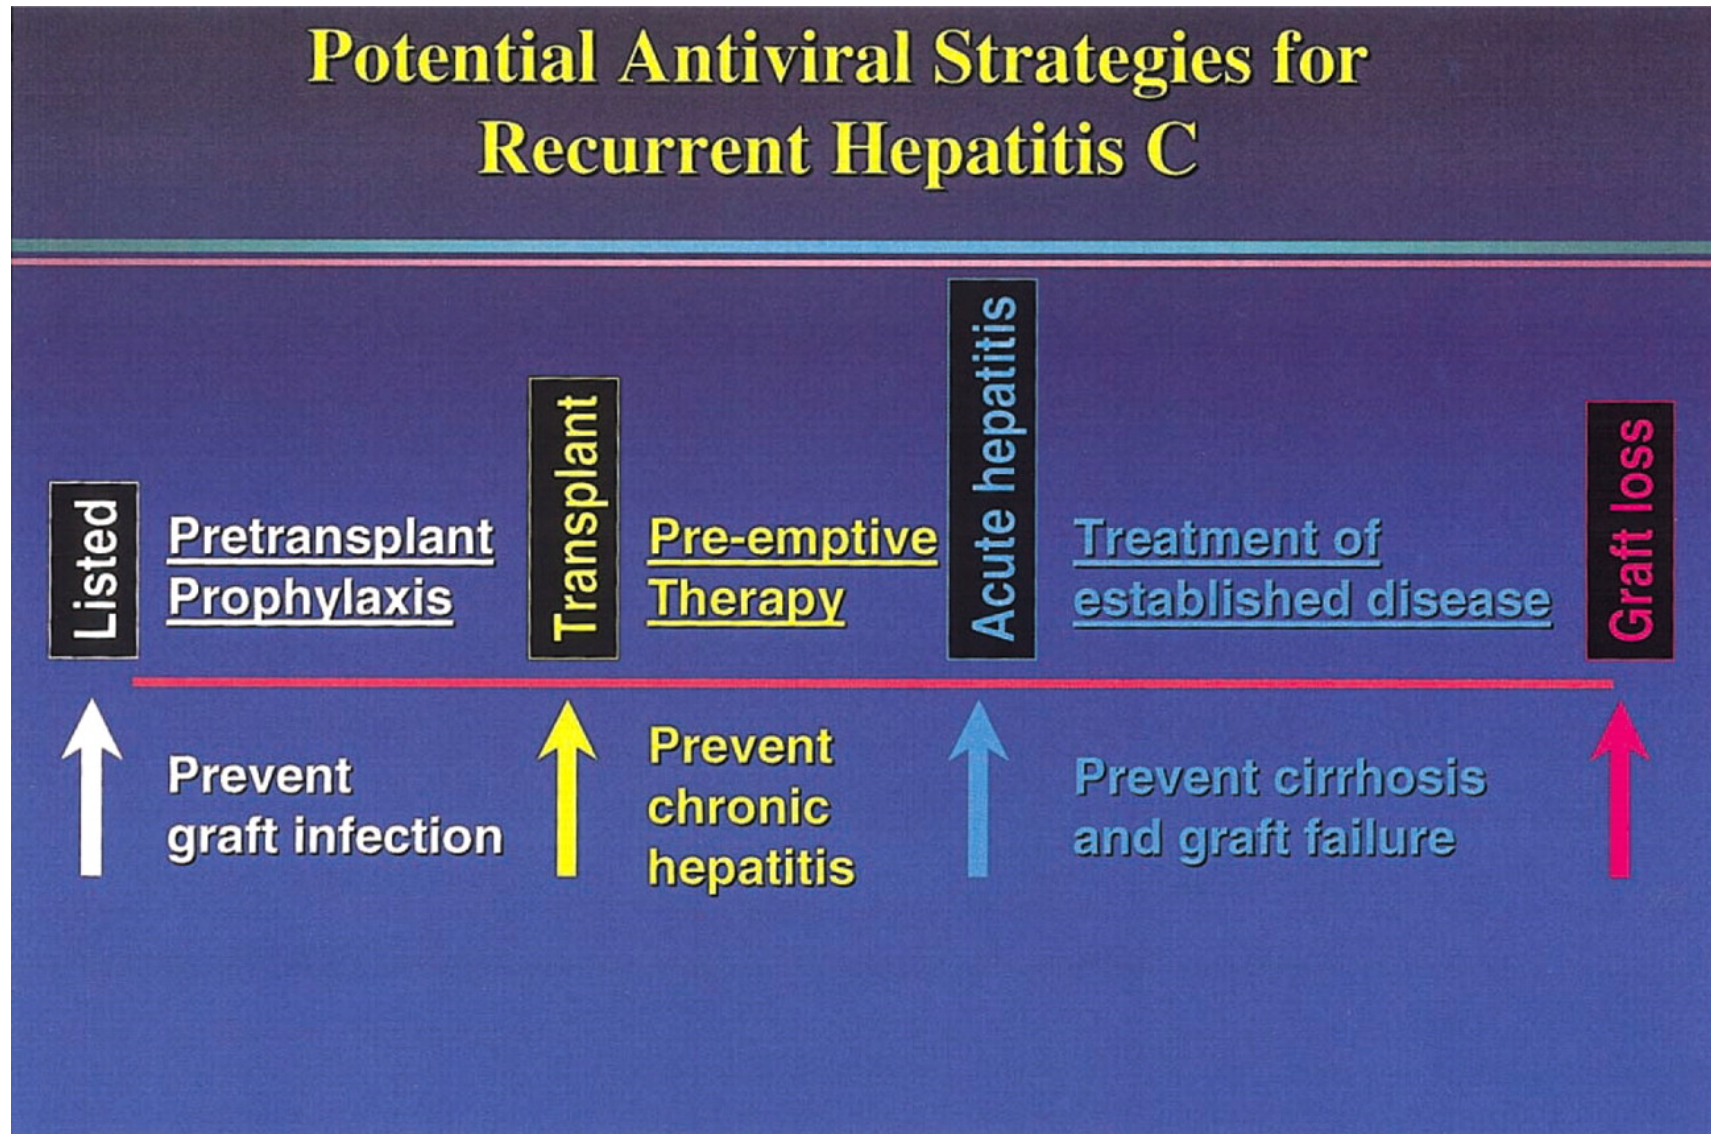 Potential Antiviral Strategies for
Recurrent Hepatitis C
Listed
Pretransplant
Prophylaxis
Transplant
Pre-emptive
Therapy
Acute hepatitis
Treatment of
established disease
Graft loss
Prevent
graft infection
Prevent
chronic
hepatitis
Prevent cirrhosis
and graft failure